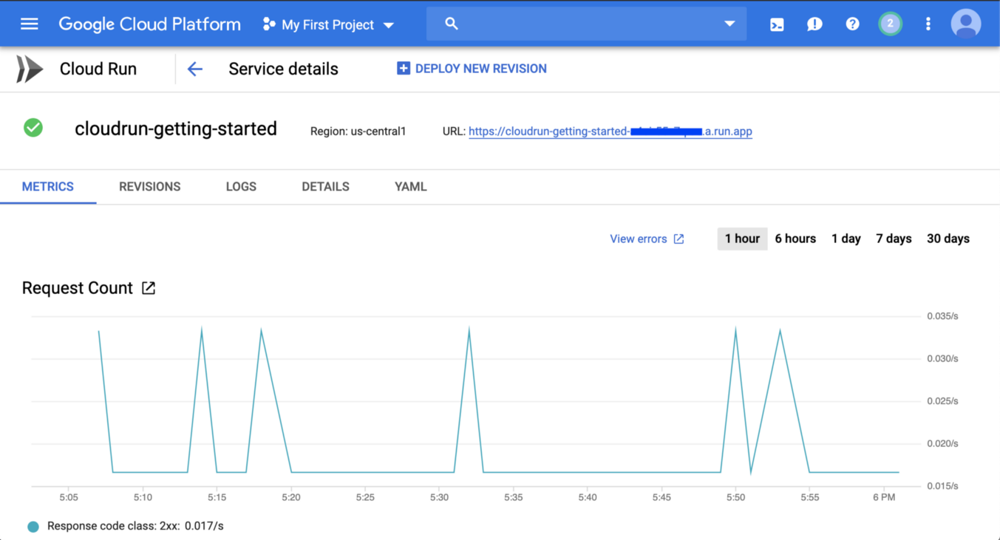 Google Cloud Platform My First Project 2
Cloud Run Service details DEPLOY NEW REVISION
cloudrun-getting-started Region: us-central1 URL: https://cloudrun-getting-started- .a.run.app
METRICS REVISIONS LOGS DETAILS YAML
View errors 1 hour 6 hours 1 day 7 days 30 days
Request Count
0.035/s
0.030/s
0.025/s
0.020/s
0.015/s
5:05 5:10 5:15 5:20 5:25 5:30 5:35 5:40 5:45 5:50 5:55 6 PM
Response code class: 2xx: 0.017/s